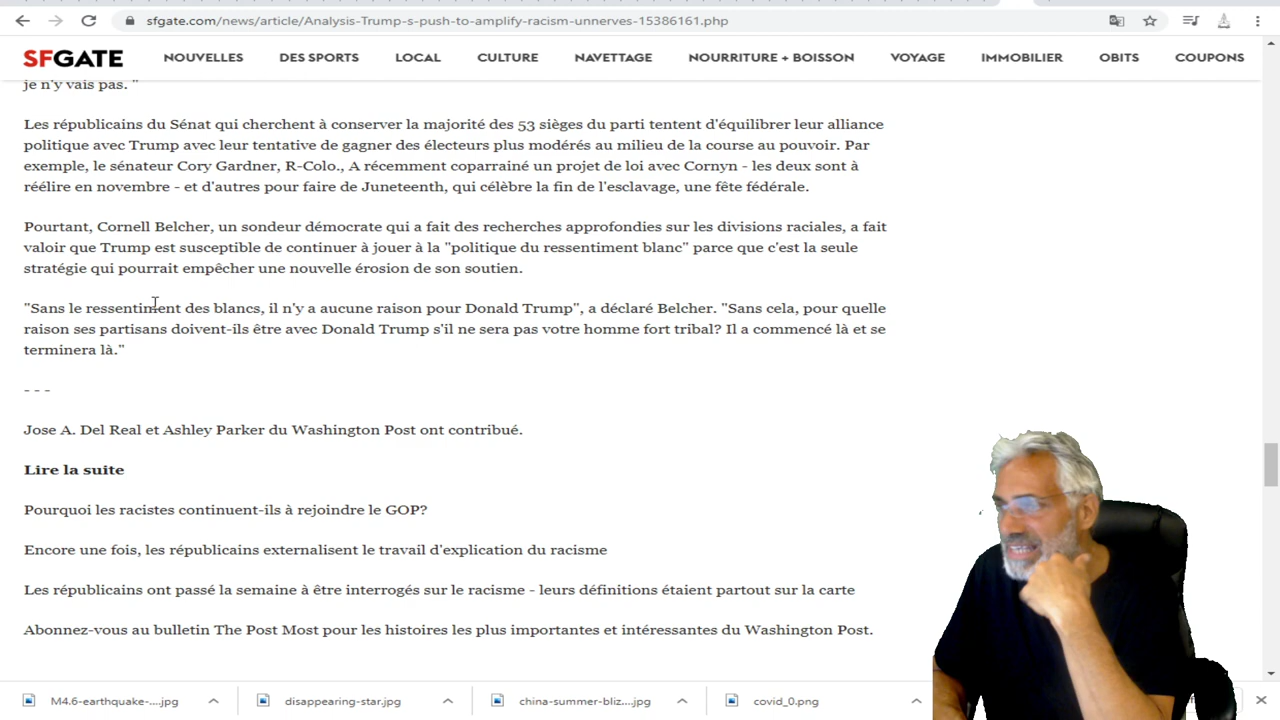 sfgate.com/news/article/Analysis-Trump-s-push-to-amplify-racism-unnerves-15386161.php
SFGATE NOUVELLES DES SPORTS LOCAL CULTURE NAVETTAGE NOURRITURE + BOISSON VOYAGE IMMOBILIER OBITS COUPONS
je n'y vais pas. "
Les républicains du Sénat qui cherchent à conserver la majorité des 53 sièges du parti tentent d'équilibrer leur alliance
politique avec Trump avec leur tentative de gagner des électeurs plus modérés au milieu de la course au pouvoir. Par
exemple, le sénateur Cory Gardner, R-Colo., A récemment coparrainé un projet de loi avec Cornyn - les deux sont à
réélire en novembre - et d'autres pour faire de Juneteenth, qui célèbre la fin de l'esclavage, une fête fédérale.
Pourtant, Cornell Belcher, un sondeur démocrate qui a fait des recherches approfondies sur les divisions raciales, a fait
valoir que Trump est susceptible de continuer à jouer à la "politique du ressentiment blanc" parce que c'est la seule
stratégie qui pourrait empêcher une nouvelle érosion de son soutien.
"Sans le ressentiment des blancs, il n'y a aucune raison pour Donald Trump", a déclaré Belcher. "Sans cela, pour quelle
raison ses partisans doivent-ils être avec Donald Trump s'il ne sera pas votre homme fort tribal? Il a commencé là et se
terminera là."
- - -
Jose A. Del Real et Ashley Parker du Washington Post ont contribué.
Lire la suite
Pourquoi les racistes continuent-ils à rejoindre le GOP?
Encore une fois, les républicains externalisent le travail d'explication du racisme
Les républicains ont passé la semaine à être interrogés sur le racisme - leurs définitions étaient partout sur la carte
Abonnez-vous au bulletin The Post Most pour les histoires les plus importantes et intéressantes du Washington Post.
M4.6-earthquake-....jpg disappearing-star.jpg china-summer-bliz....jpg covid_0.png